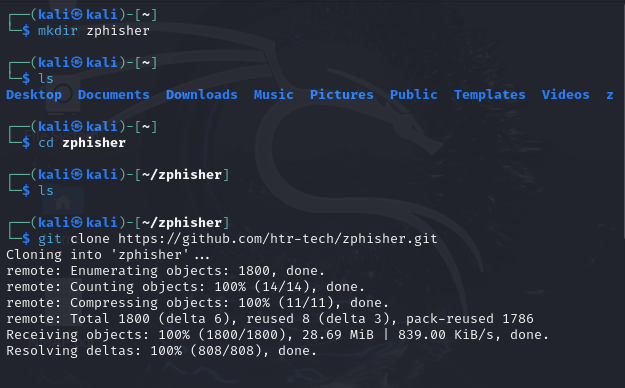 ┌──(kali㉿kali)-[~]
└─$ mkdir zphisher
┌──(kali㉿kali)-[~]
└─$ ls
Desktop  Documents  Downloads  Music  Pictures  Public  Templates  Videos  z
┌──(kali㉿kali)-[~]
└─$ cd zphisher
┌──(kali㉿kali)-[~/zphisher]
└─$ ls
┌──(kali㉿kali)-[~/zphisher]
└─$ git clone https://github.com/htr-tech/zphisher.git
Cloning into 'zphisher'...
remote: Enumerating objects: 1800, done.
remote: Counting objects: 100% (14/14), done.
remote: Compressing objects: 100% (11/11), done.
remote: Total 1800 (delta 6), reused 8 (delta 3), pack-reused 1786
Receiving objects: 100% (1800/1800), 28.69 MiB | 839.00 KiB/s, done.
Resolving deltas: 100% (808/808), done.